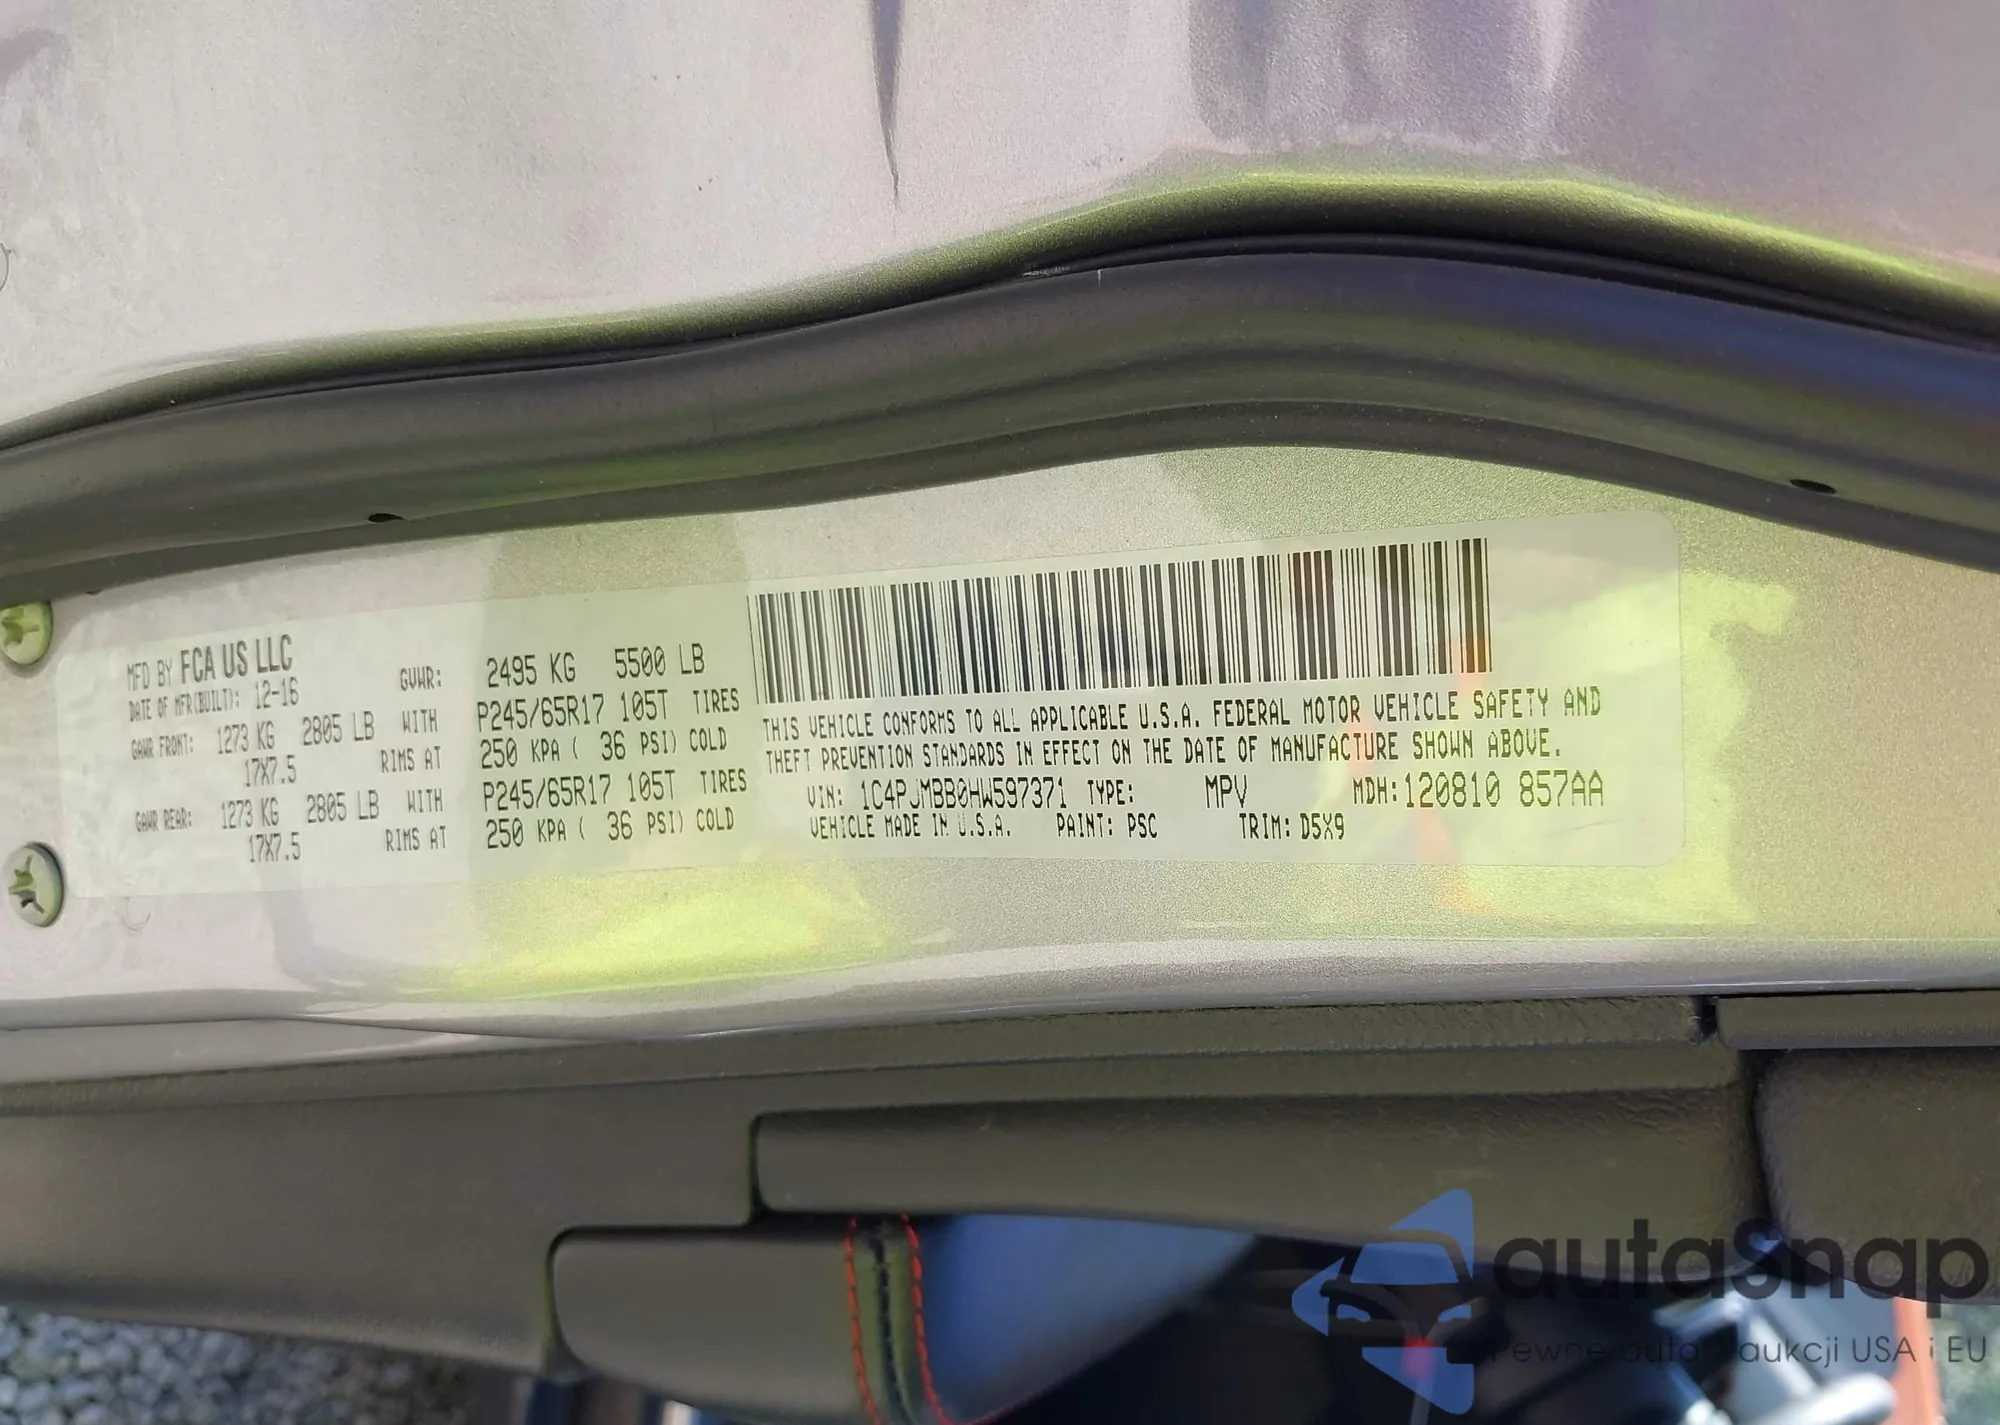 MFD BY FCA US LLC
DATE OF MFR(BUILT): 12-16 GVWR: 2495 KG 5500 LB
GAWR FRONT: 1273 KG 2805 LB WITH P245/65R17 105T TIRES
17X7.5 RIMS AT 250 KPA ( 36 PSI) COLD
GAWR REAR: 1273 KG 2805 LB WITH P245/65R17 105T TIRES
17X7.5 RIMS AT 250 KPA ( 36 PSI) COLD
THIS VEHICLE CONFORMS TO ALL APPLICABLE U.S.A. FEDERAL MOTOR VEHICLE SAFETY AND
THEFT PREVENTION STANDARDS IN EFFECT ON THE DATE OF MANUFACTURE SHOWN ABOVE.
VIN: 1C4PJMBB0HW597371 TYPE: MPV MDH: 120810 857AA
VEHICLE MADE IN U.S.A. PAINT: PSC TRIM: D5X9
autaSnap
Pewne auta z aukcji USA i EU